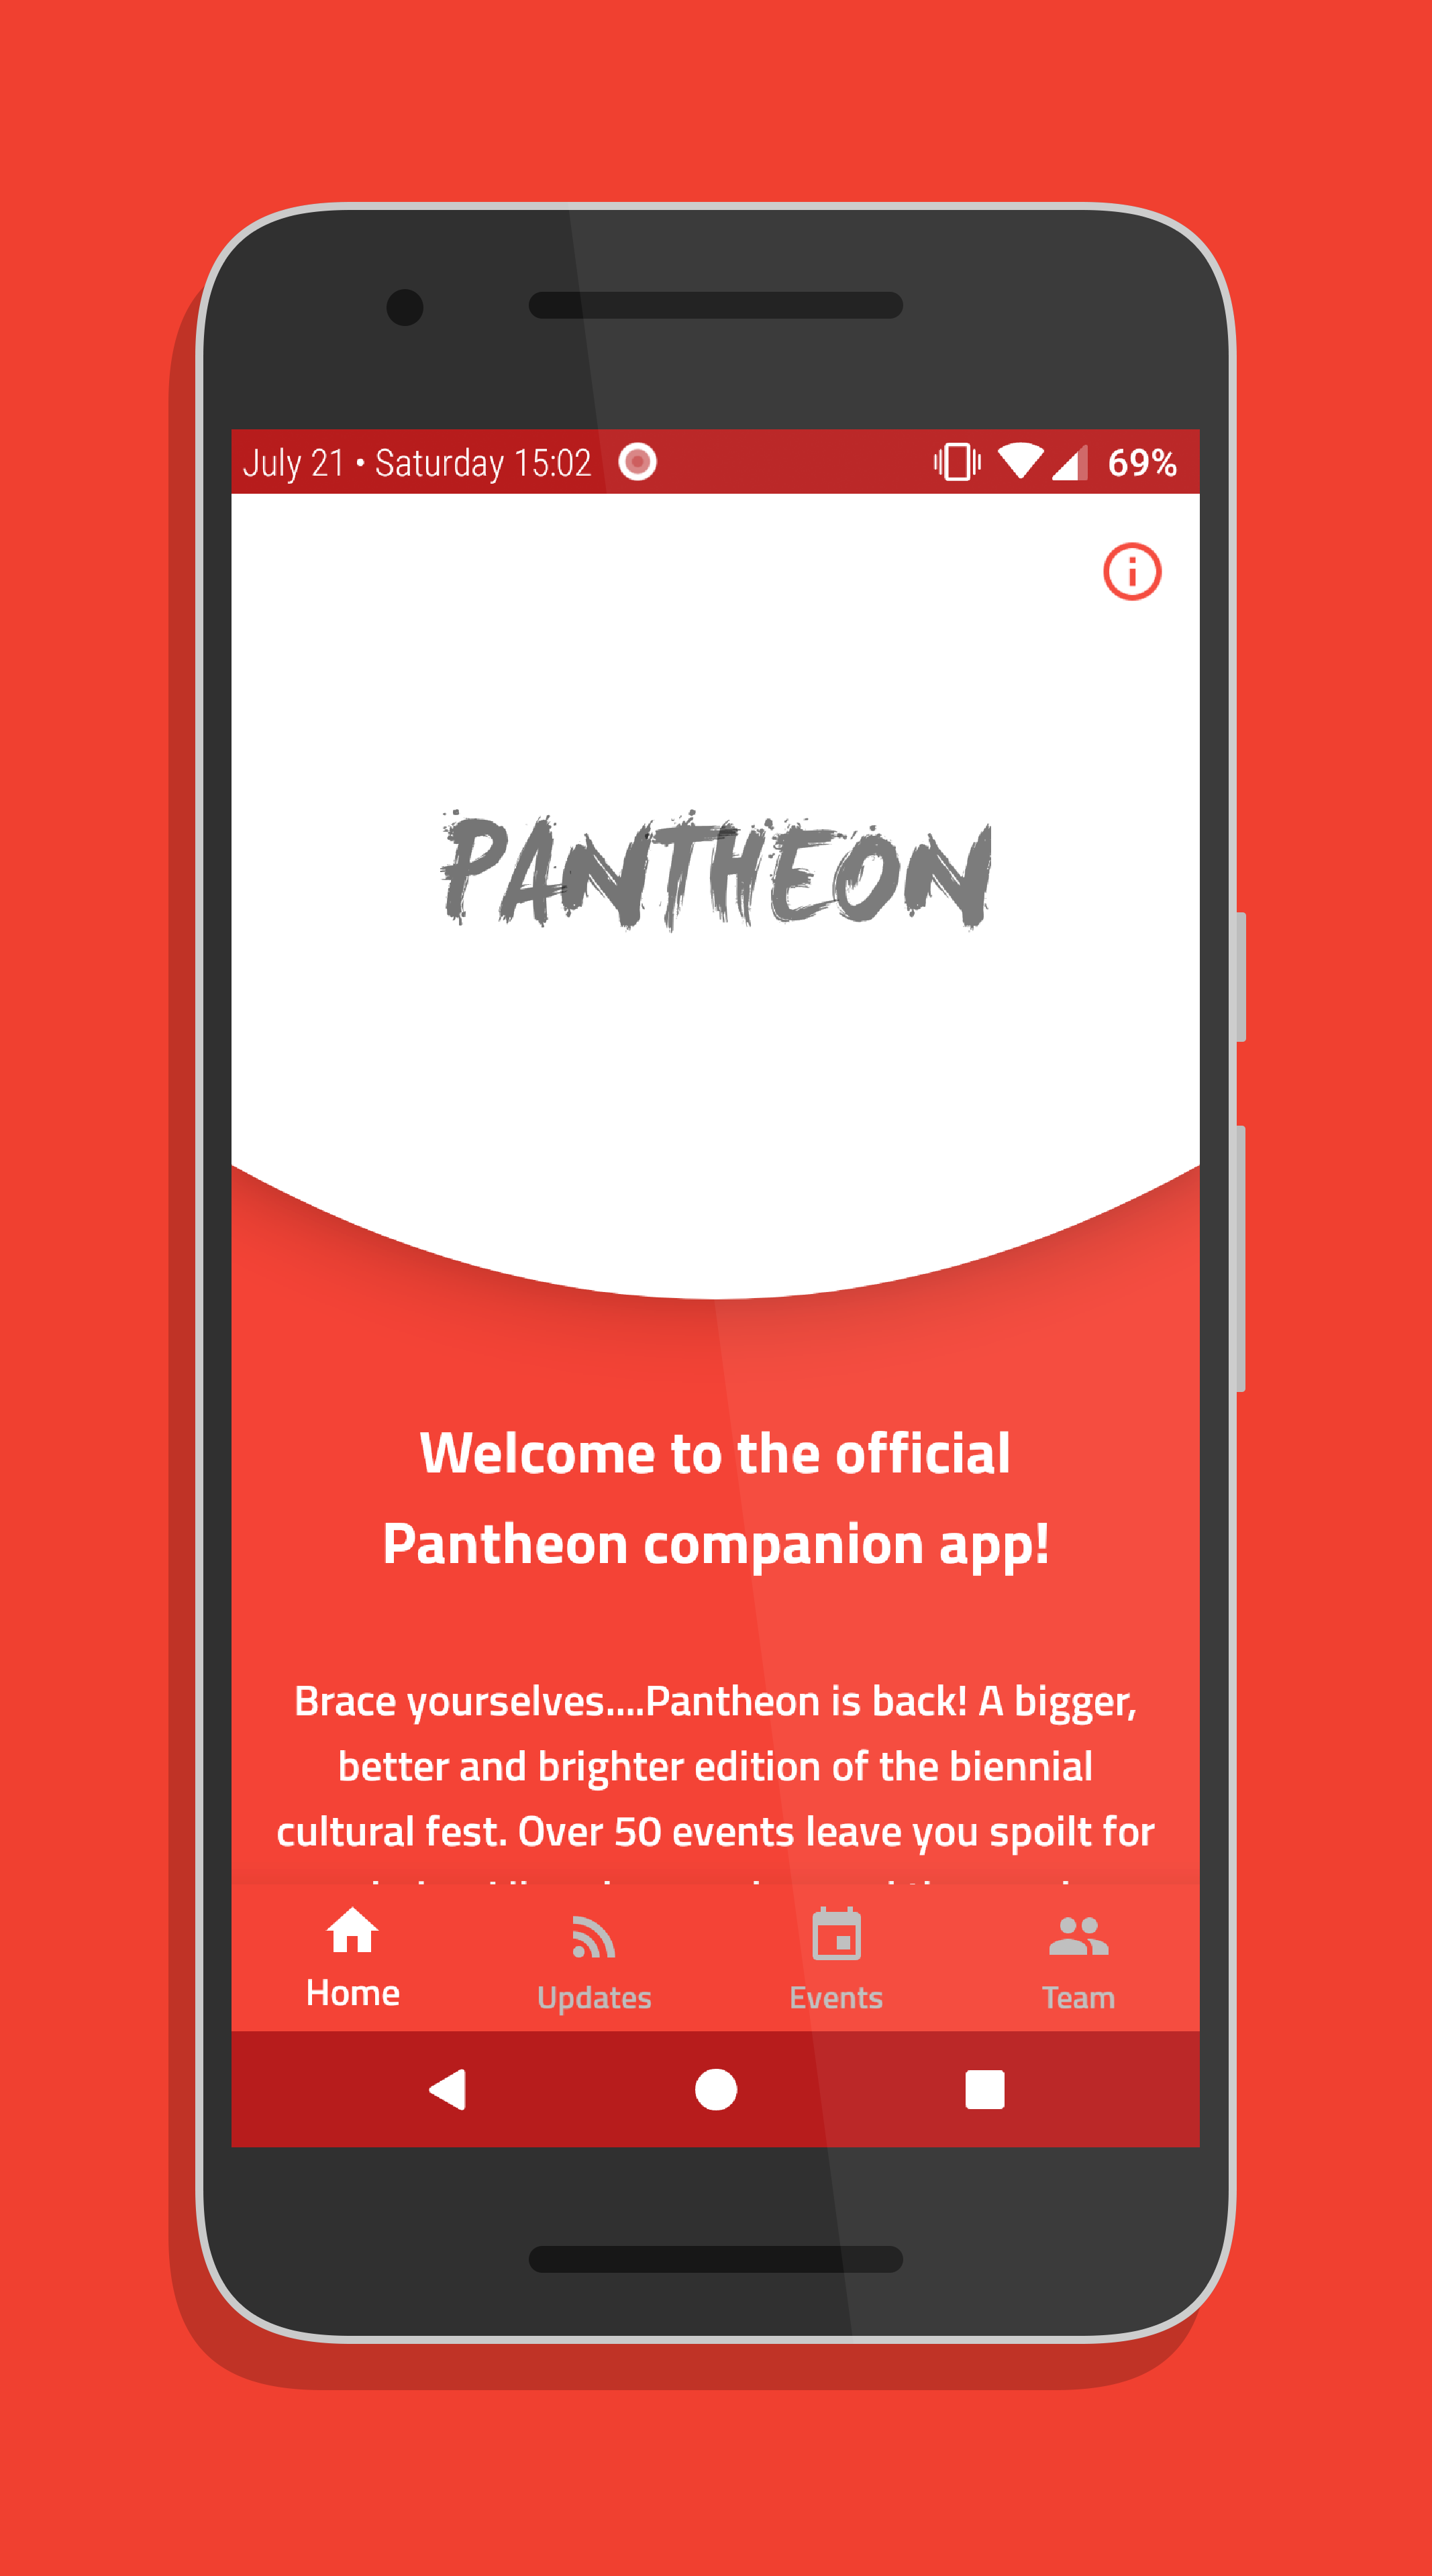 July 21 • Saturday 15:02 69%
PANTHEON
Welcome to the official
Pantheon companion app!
Brace yourselves....Pantheon is back! A bigger,
better and brighter edition of the biennial
cultural fest. Over 50 events leave you spoilt for
Home Updates Events Team